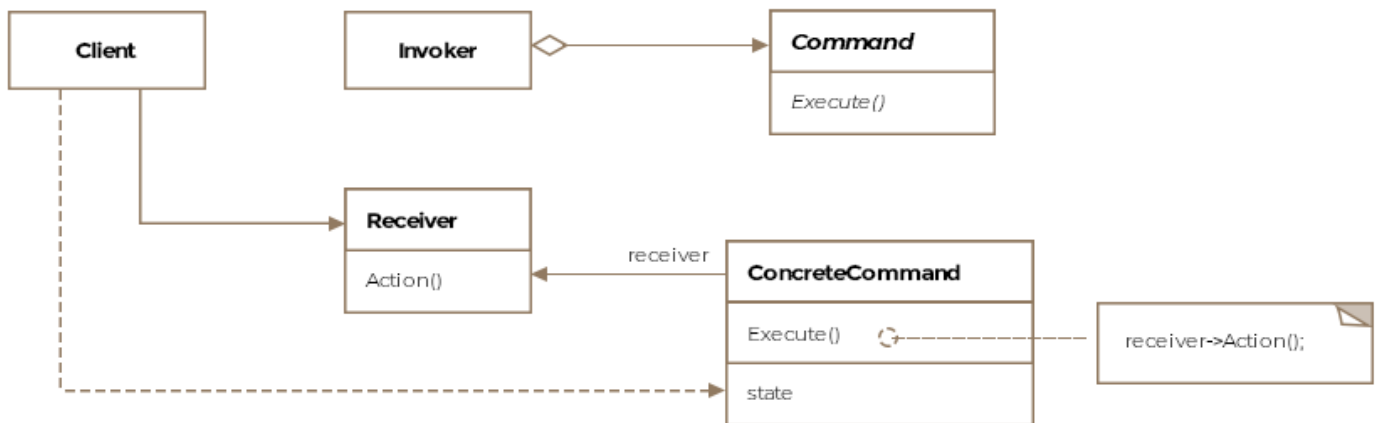 Client
Invoker
Command
Execute()
Receiver
Action()
receiver
ConcreteCommand
Execute()
state
receiver->Action();